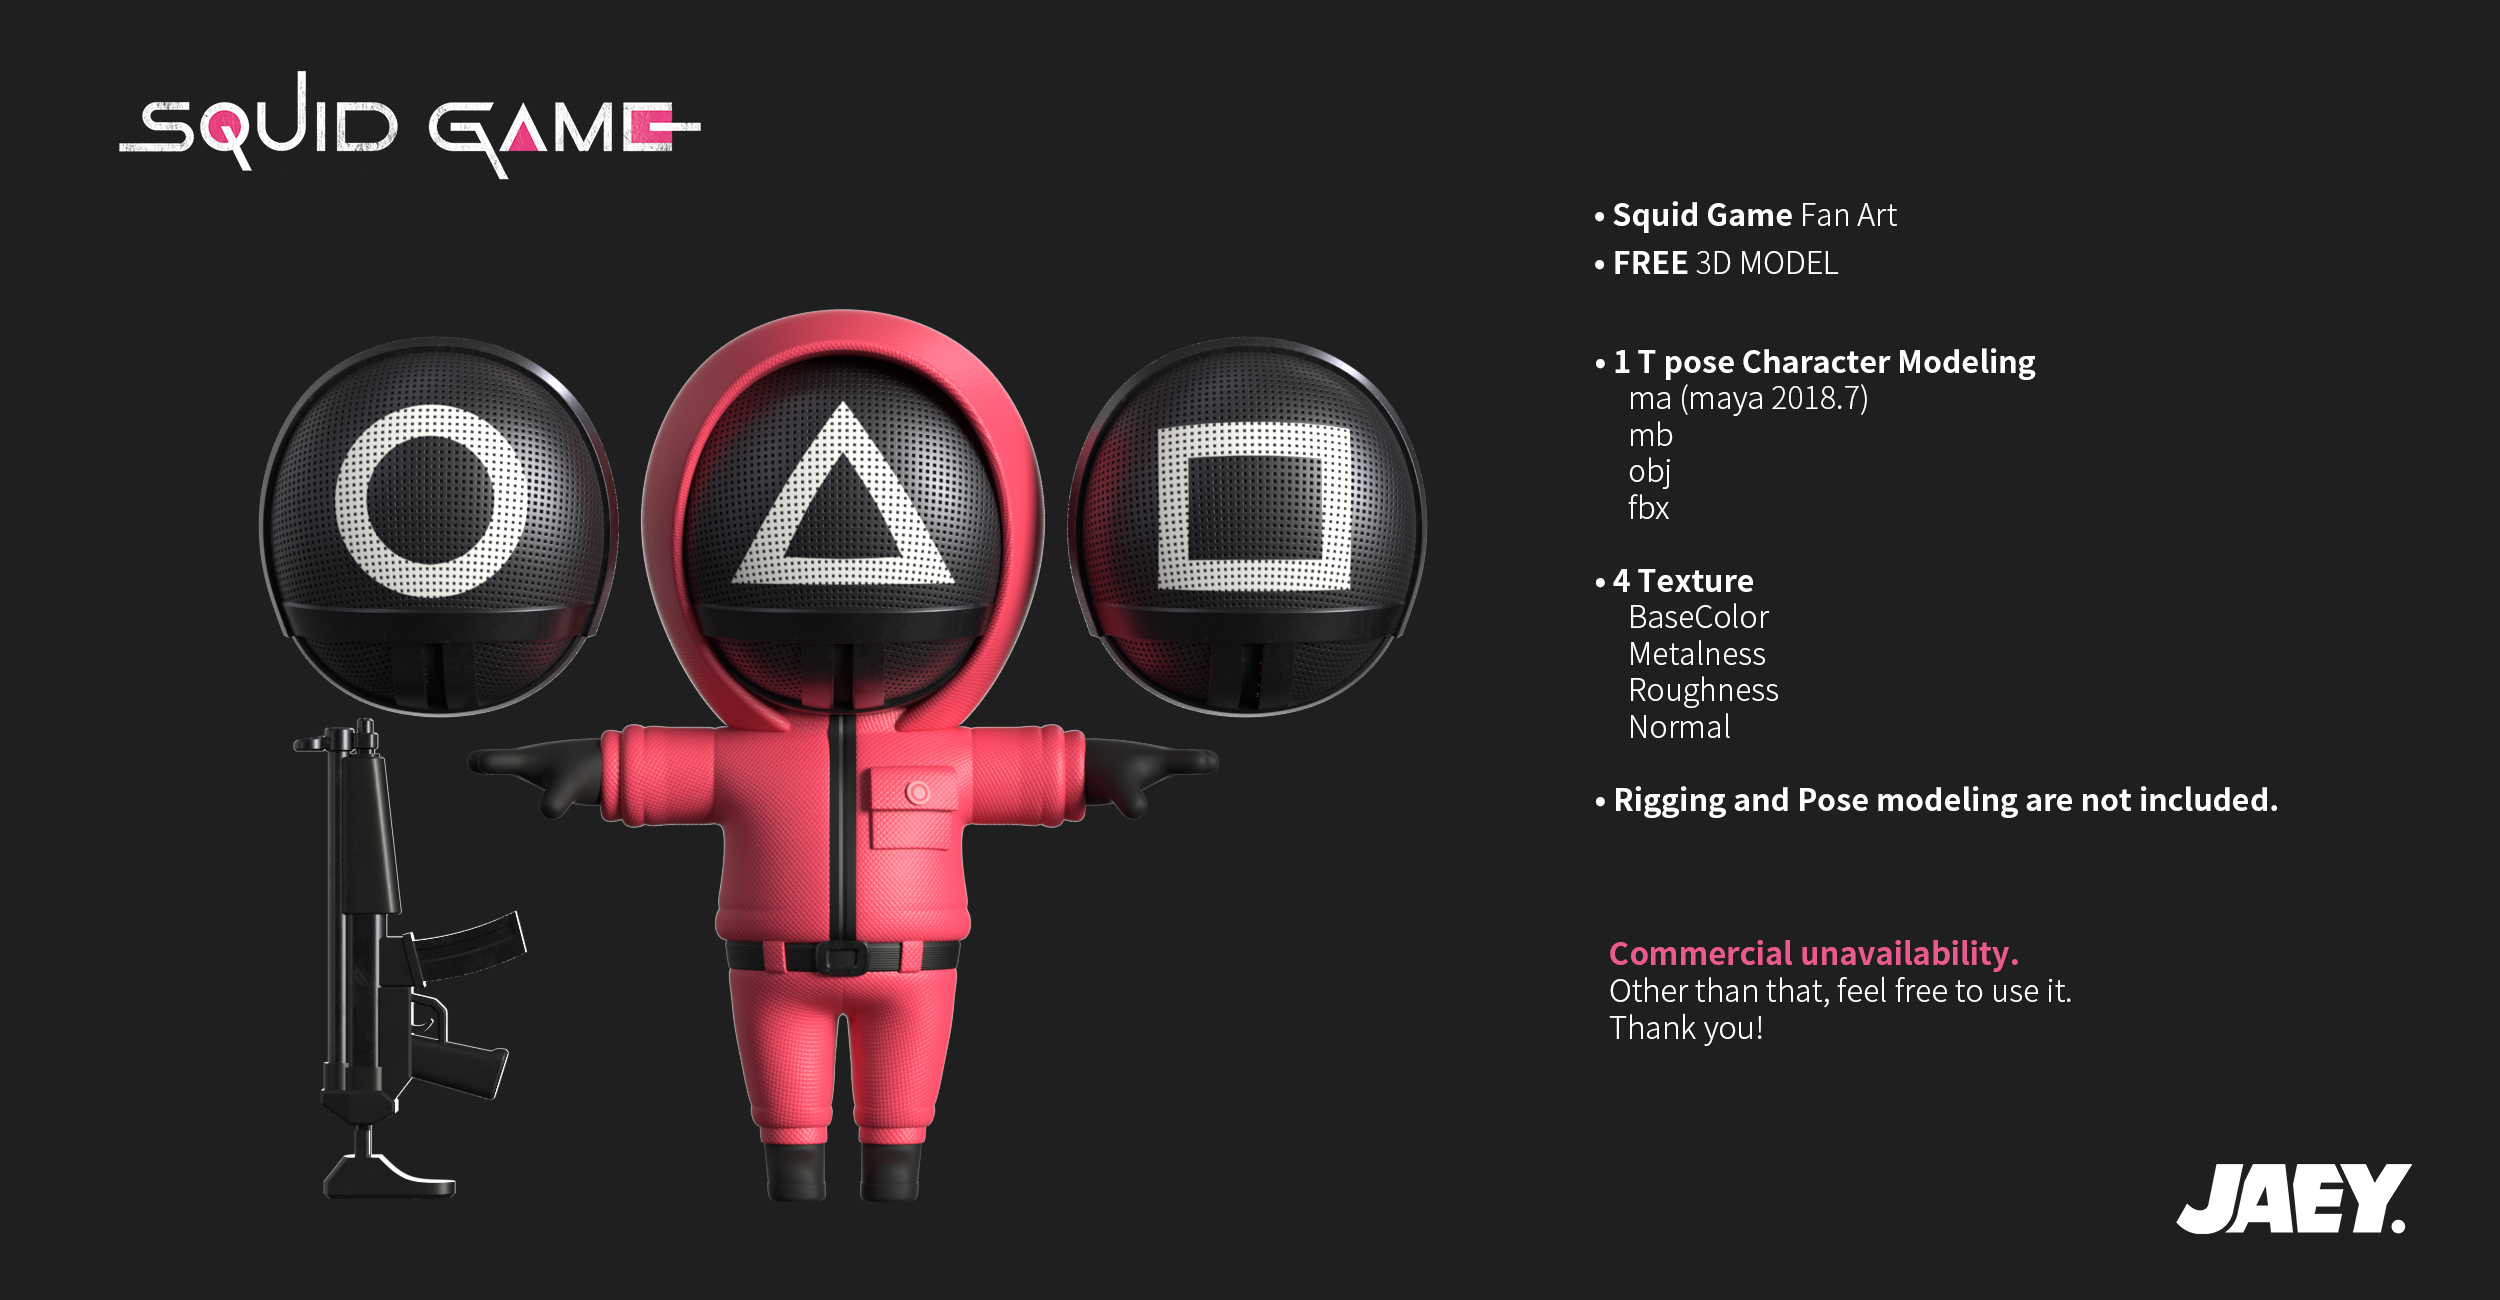 SQUID GAME
• Squid Game Fan Art
• FREE 3D MODEL
• 1 T pose Character Modeling
ma (maya 2018.7)
mb
obj
fbx
• 4 Texture
BaseColor
Metalness
Roughness
Normal
• Rigging and Pose modeling are not included.
Commercial unavailability.
Other than that, feel free to use it.
Thank you!
JAEY.